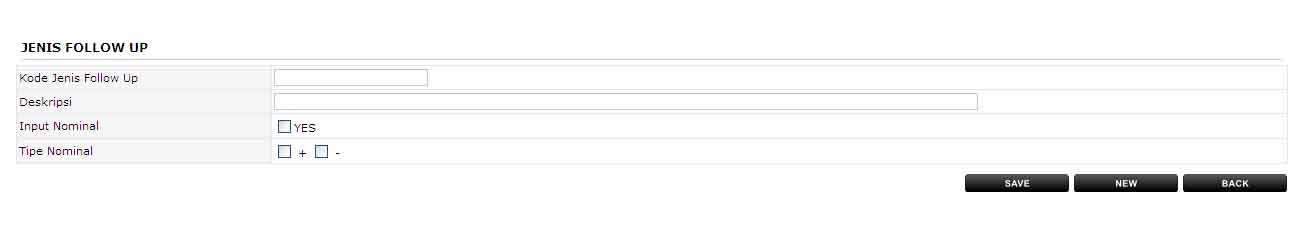 JENIS FOLLOW UP
Kode Jenis Follow Up
Deskripsi
Input Nominal YES
Tipe Nominal + -
SAVE NEW BACK